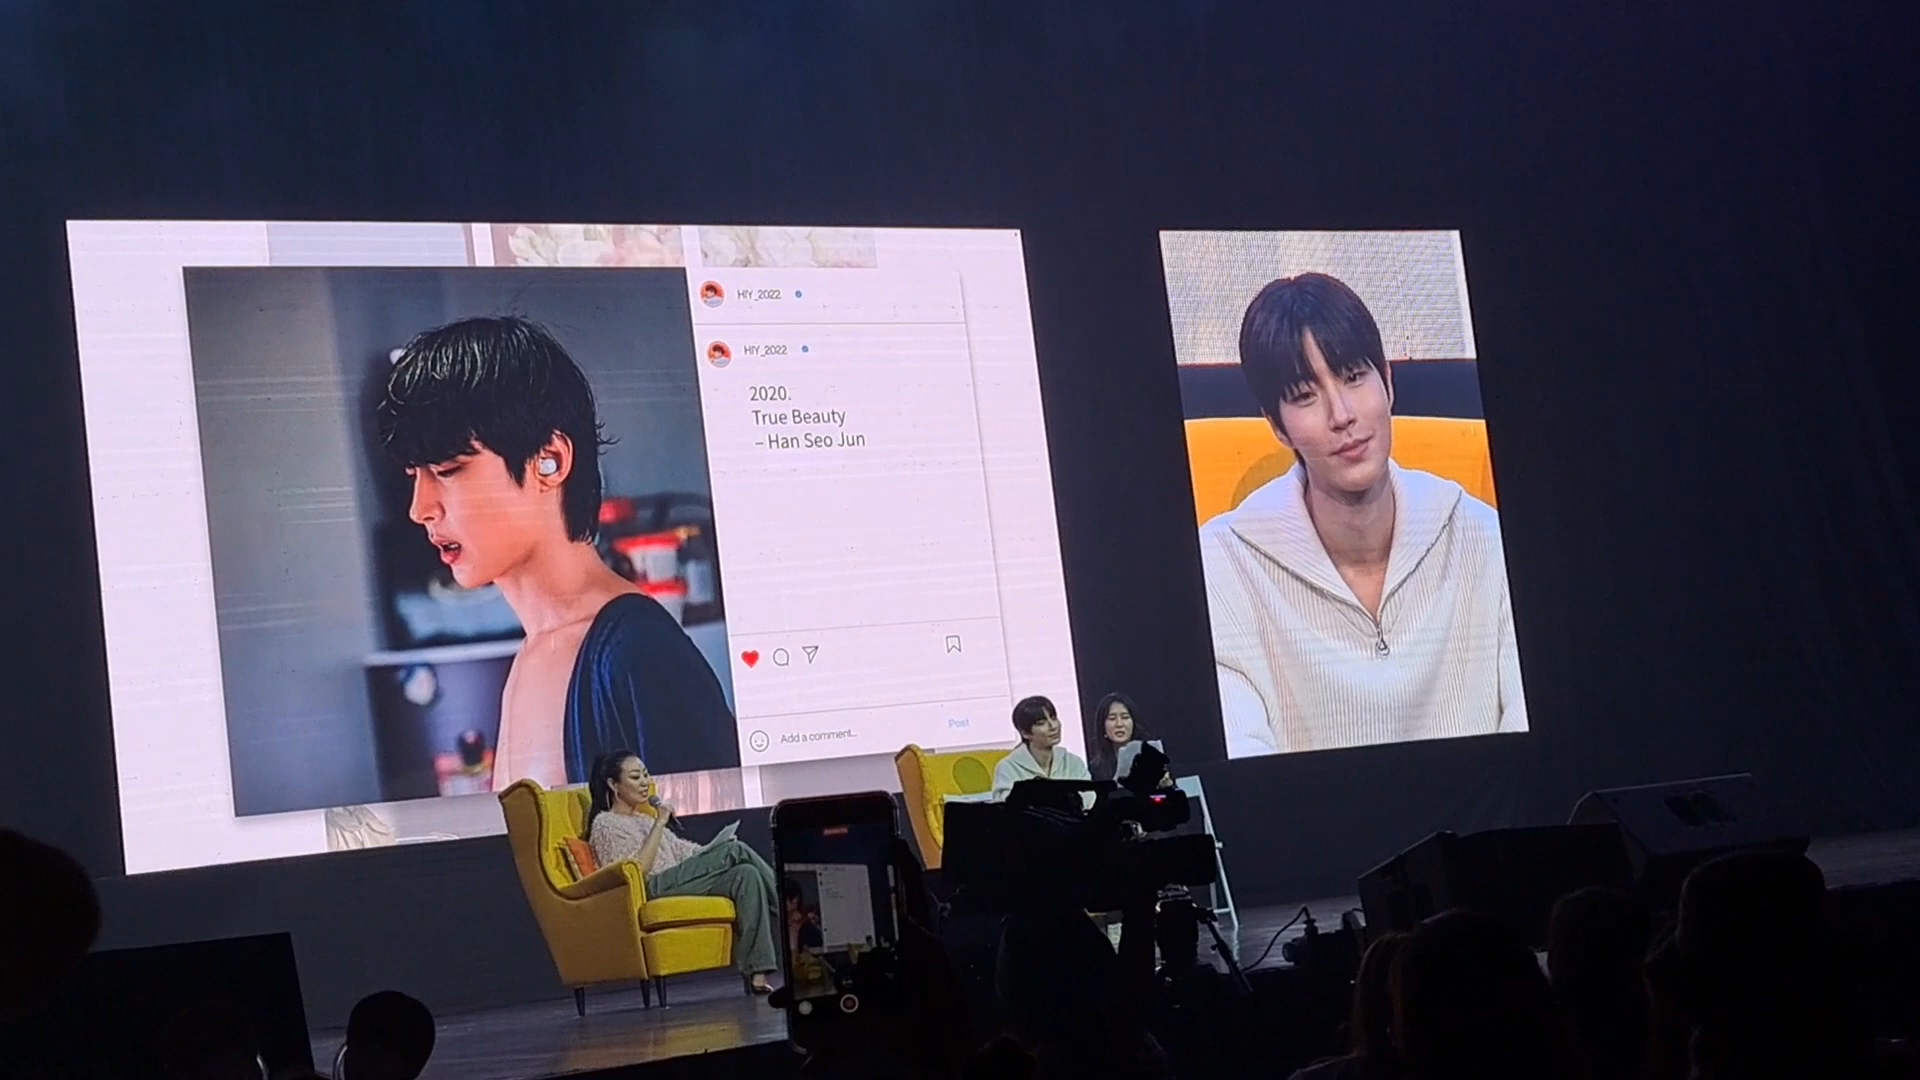 HIY_2022
HIY_2022
2020.
True Beauty
– Han Seo Jun
Post
Add a comment...